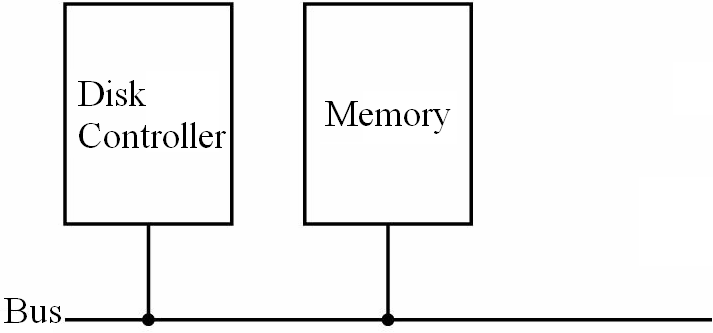 Disk
Controller
Memory
Bus